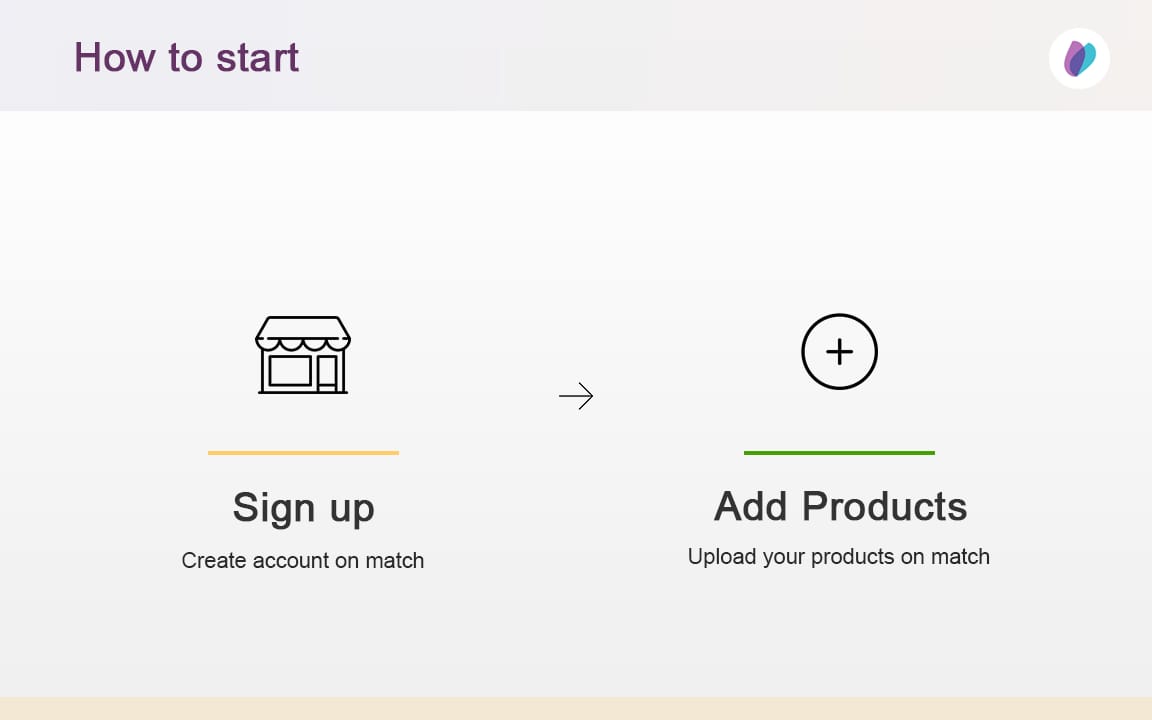 How to start
Sign up
Create account on match
Add Products
Upload your products on match